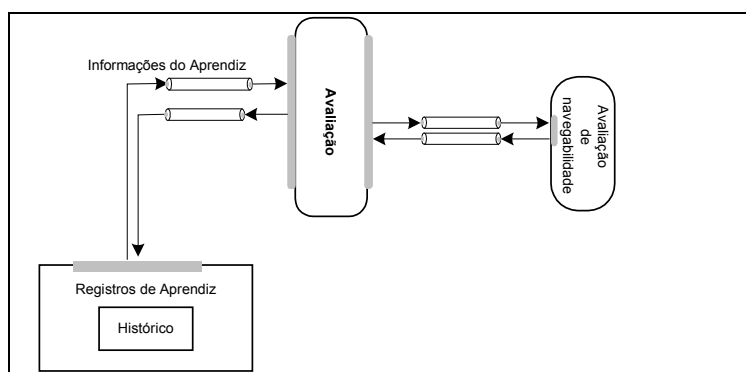 Informações do Aprendiz
Avaliação
Avaliação
de
navegabilidade
Registros de Aprendiz
Histórico